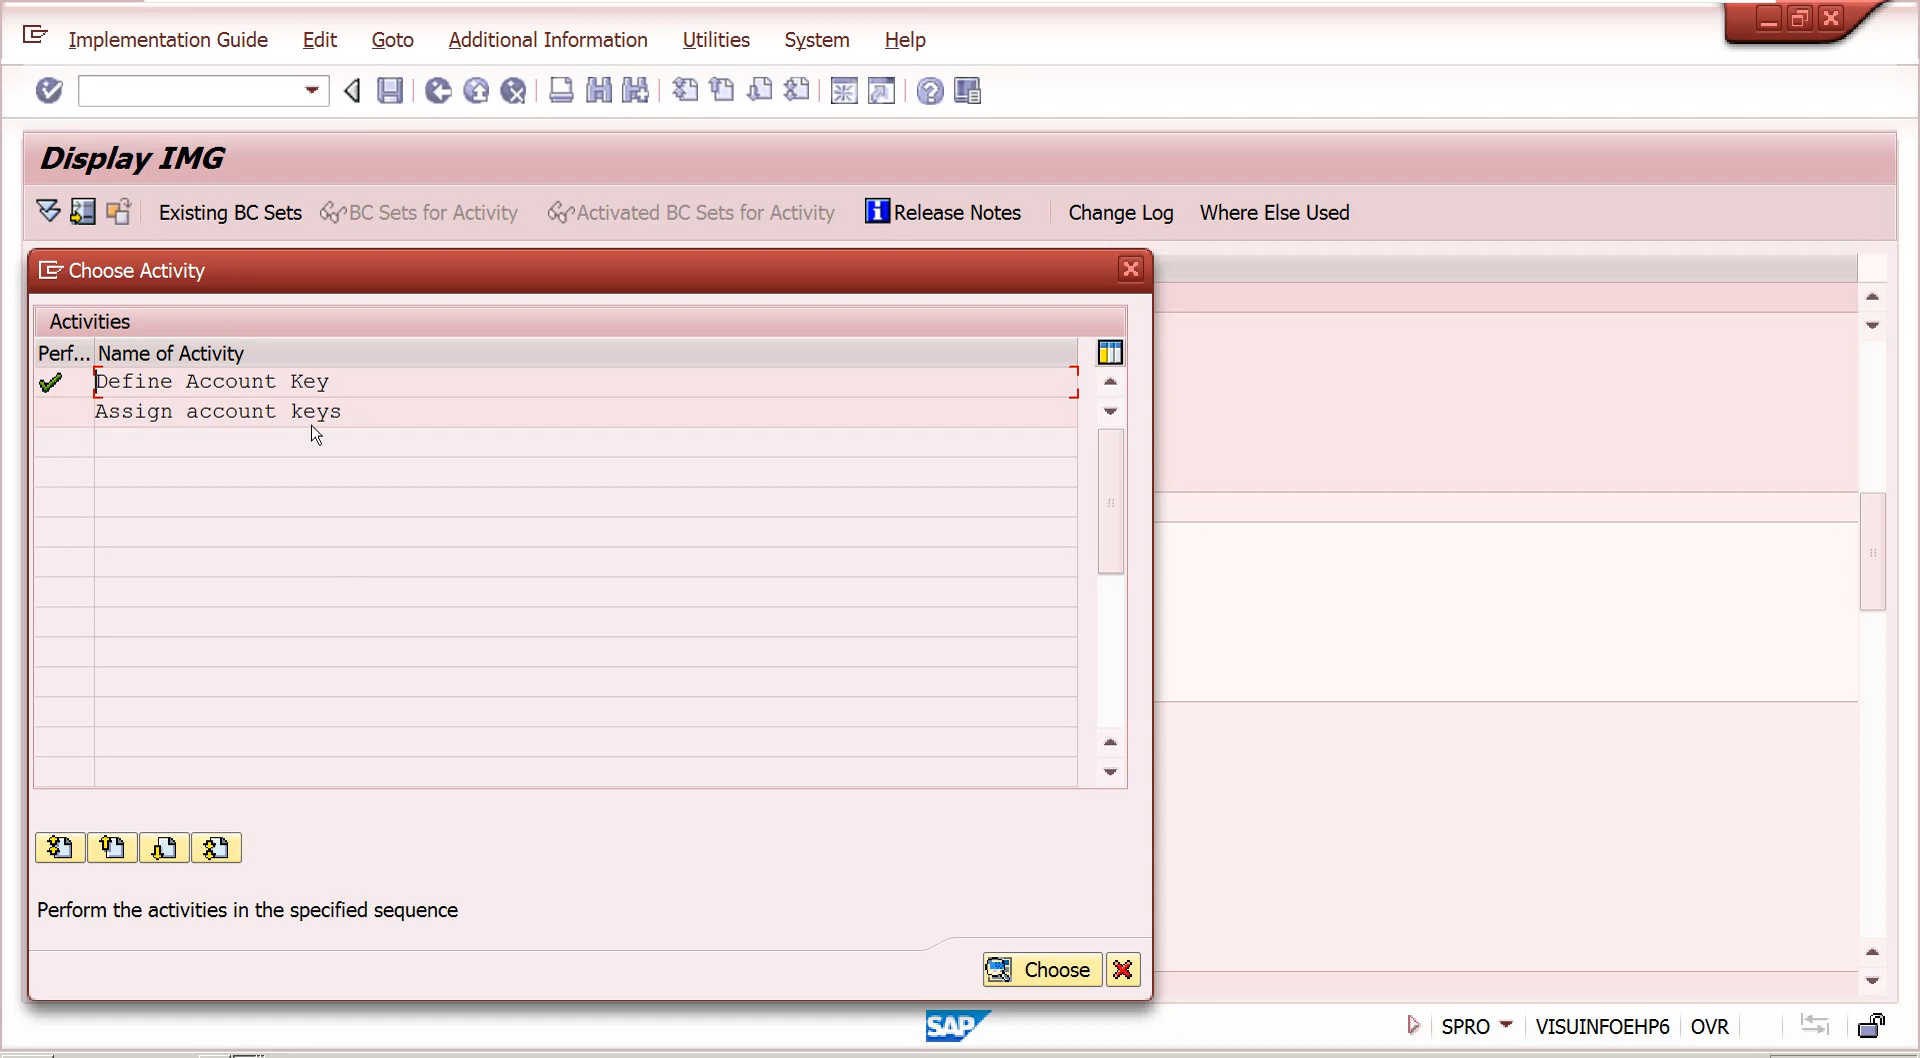 Implementation Guide Edit Goto Additional Information Utilities System Help
Display IMG
Existing BC Sets BC Sets for Activity Activated BC Sets for Activity Release Notes Change Log Where Else Used
Choose Activity
Activities
Perf... Name of Activity
Define Account Key
Assign account keys
Perform the activities in the specified sequence
Choose
SAP SPRO VISUINFOEHP6 OVR